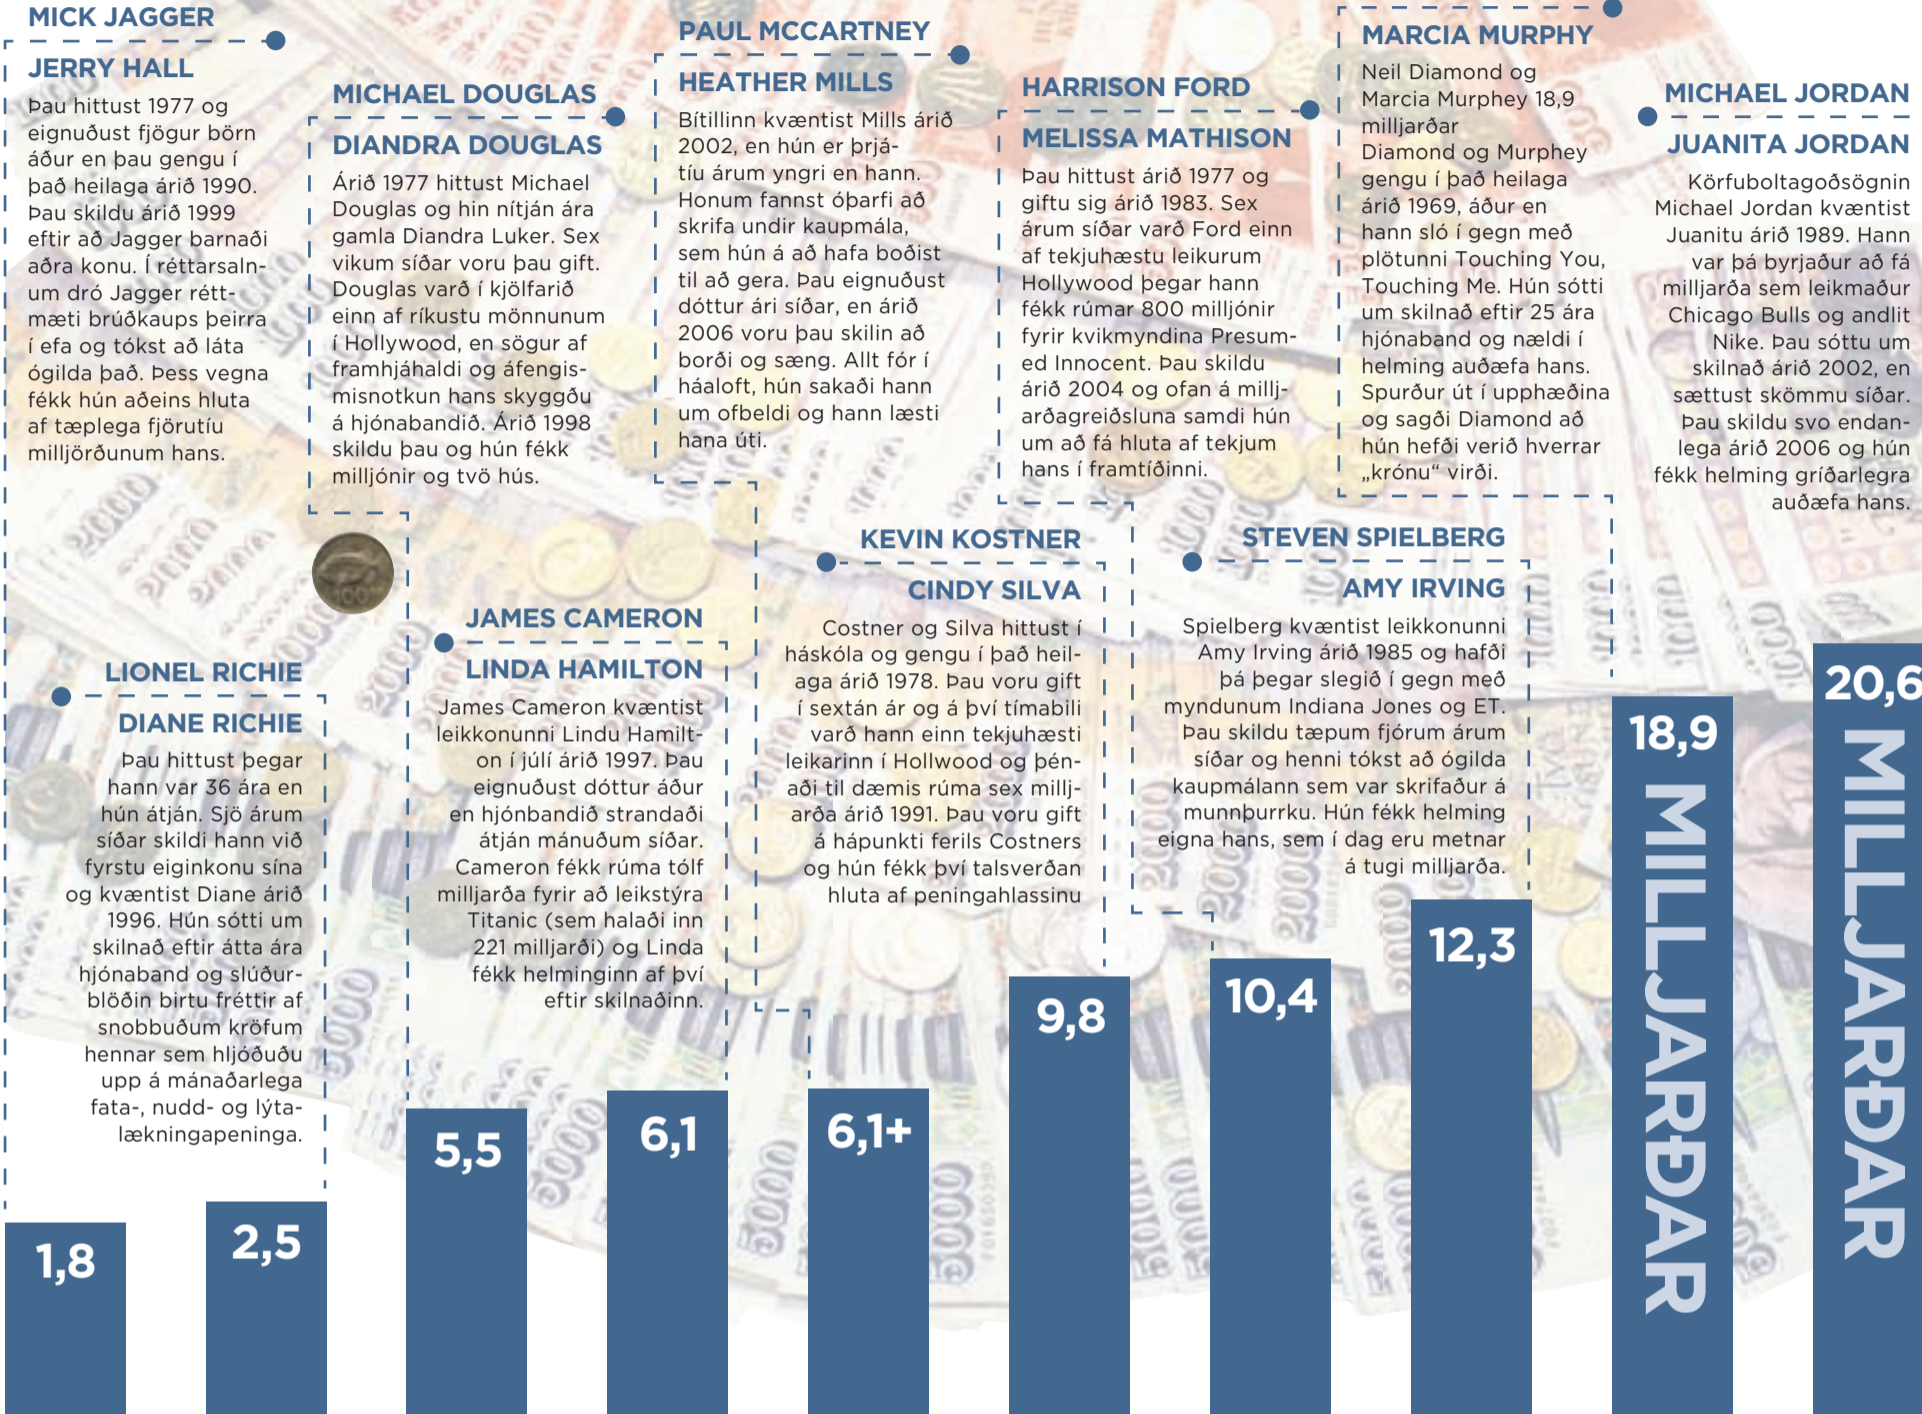 MICK JAGGER
JERRY HALL
Þau hittust 1977 og
eignuðust fjögur börn
áður en þau gengu í
það heilaga árið 1990.
Þau skildu árið 1999
eftir að Jagger barnaði
aðra konu. Í réttarsaln-
um dró Jagger rétt-
mæti brúðkaups þeirra
í efa og tókst að láta
ógilda það. Þess vegna
fékk hún aðeins hluta
af tæplega fjörutíu
milljörðunum hans.
MICHAEL DOUGLAS
DIANDRA DOUGLAS
Árið 1977 hittust Michael
Douglas og hin nítján ára
gamla Diandra Luker. Sex
vikum síðar voru þau gift.
Douglas varð í kjölfarið
einn af ríkustu mönnunum
í Hollywood, en sögur af
framhjáhaldi og áfengis-
misnotkun hans skyggðu
á hjónabandið. Árið 1998
skildu þau og hún fékk
milljónir og tvö hús.
PAUL MCCARTNEY
HEATHER MILLS
Bítillinn kvæntist Mills árið
2002, en hún er þrjá-
tíu árum yngri en hann.
Honum fannst óþarfi að
skrifa undir kaupmála,
sem hún á að hafa boðist
til að gera. Þau eignuðust
dóttur ári síðar, en árið
2006 voru þau skilin að
borði og sæng. Allt fór í
háaloft, hún sakaði hann
um ofbeldi og hann læsti
hana úti.
HARRISON FORD
MELISSA MATHISON
Þau hittust árið 1977 og
giftu sig árið 1983. Sex
árum síðar varð Ford einn
af tekjuhæstu leikurum
Hollywood þegar hann
fékk rúmar 800 milljónir
fyrir kvikmyndina Presum-
ed Innocent. Þau skildu
árið 2004 og ofan á millj-
arðagreiðsluna samdi hún
um að fá hluta af tekjum
hans í framtíðinni.
MARCIA MURPHY
Neil Diamond og
Marcia Murphey 18,9
milljarðar
Diamond og Murphey
gengu í það heilaga
árið 1969, áður en
hann sló í gegn með
plötunni Touching You,
Touching Me. Hún sótti
um skilnað eftir 25 ára
hjónaband og nældi í
helming auðæfa hans.
Spurður út í upphæðina
og sagði Diamond að
hún hefði verið hverrar
„krónu“ virði.
MICHAEL JORDAN
JUANITA JORDAN
Körfuboltagoðsögnin
Michael Jordan kvæntist
Juanitu árið 1989. Hann
var þá byrjaður að fá
milljarða sem leikmaður
Chicago Bulls og andlit
Nike. Þau sóttu um
skilnað árið 2002, en
sættust skömmu síðar.
Þau skildu svo endan-
lega árið 2006 og hún
fékk helming gríðarlegra
auðæfa hans.
LIONEL RICHIE
DIANE RICHIE
Þau hittust þegar
hann var 36 ára en
hún átján. Sjö árum
síðar skildi hann við
fyrstu eiginkonu sína
og kvæntist Diane árið
1996. Hún sótti um
skilnað eftir átta ára
hjónaband og slúður-
blöðin birtu fréttir af
snobbuðum kröfum
hennar sem hljóðuðu
upp á mánaðarlega
fata-, nudd- og lýta-
lækningapeninga.
JAMES CAMERON
LINDA HAMILTON
James Cameron kvæntist
leikkonunni Lindu Hamilt-
on í júlí árið 1997. Þau
eignuðust dóttur áður
en hjónbandið strandaði
átján mánuðum síðar.
Cameron fékk rúma tólf
milljarða fyrir að leikstýra
Titanic (sem halaði inn
221 milljarði) og Linda
fékk helminginn af því
eftir skilnaðinn.
KEVIN KOSTNER
CINDY SILVA
Costner og Silva hittust í
háskóla og gengu í það heil-
aga árið 1978. Þau voru gift
í sextán ár og á því tímabili
varð hann einn tekjuhæsti
leikarinn í Hollwood og þén-
aði til dæmis rúma sex millj-
arða árið 1991. Þau voru gift
á hápunkti ferils Costners
og hún fékk því talsverðan
hluta af peningahlassinu
STEVEN SPIELBERG
AMY IRVING
Spielberg kvæntist leikkonunni
Amy Irving árið 1985 og hafði
þá þegar slegið í gegn með
myndunum Indiana Jones og ET.
Þau skildu tæpum fjórum árum
síðar og henni tókst að ógilda
kaupmálann sem var skrifaður á
munnþurrku. Hún fékk helming
eigna hans, sem í dag eru metnar
á tugi milljarða.
1,8
2,5
5,5
6,1
6,1+
9,8
10,4
12,3
18,9 MILLJARÐAR
20,6 MILLJARÐAR